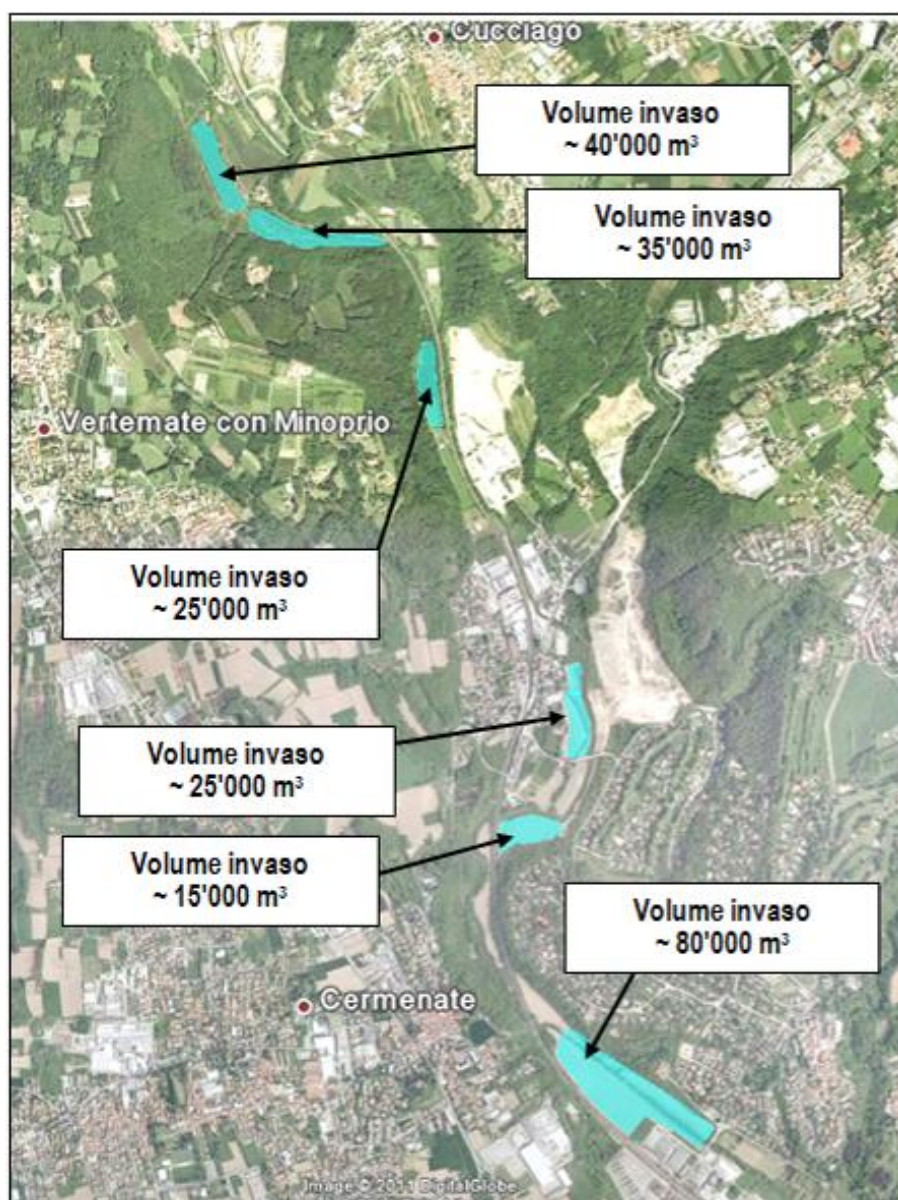 Cucciago
Volume invaso
~ 40'000 m³
Volume invaso
~ 35'000 m³
Vertemate con Minoprio
Volume invaso
~ 25'000 m³
Volume invaso
~ 25'000 m³
Volume invaso
~ 15'000 m³
Volume invaso
~ 80'000 m³
Cermenate
Image © 2011 DigitalGlobe